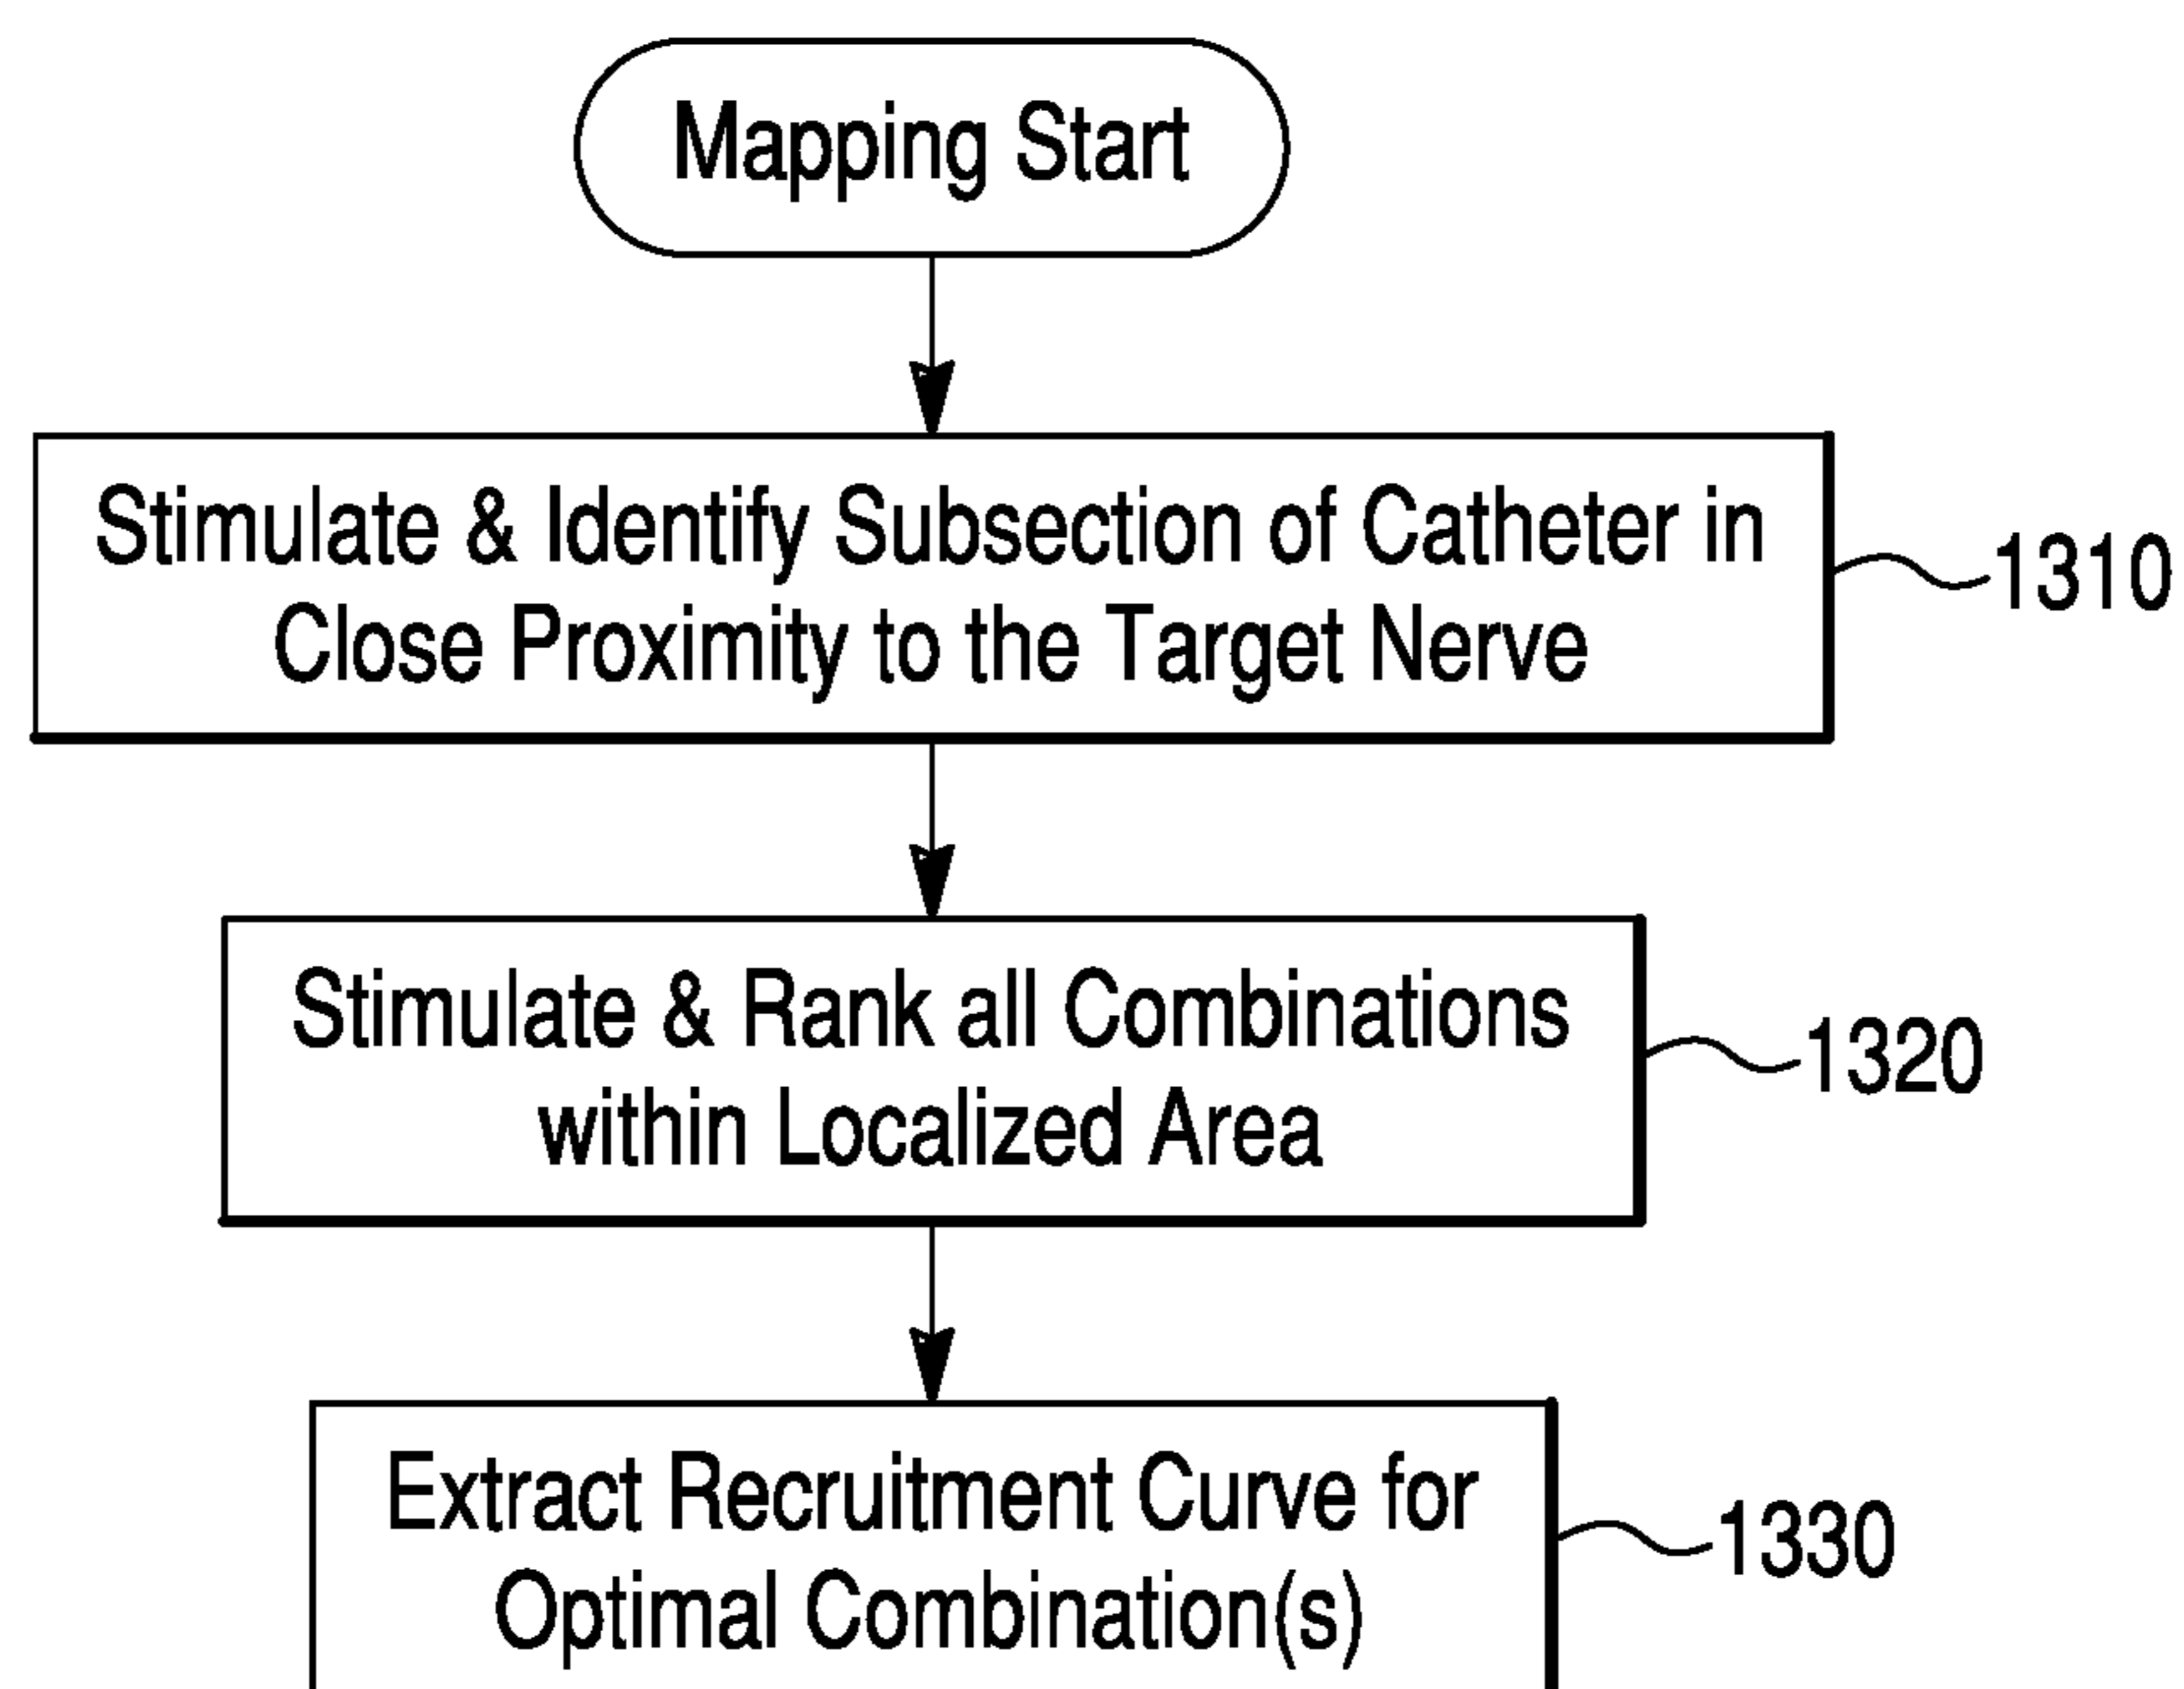 Mapping Start
Stimulate & Identify Subsection of Catheter in
Close Proximity to the Target Nerve
1310
Stimulate & Rank all Combinations
within Localized Area
1320
Extract Recruitment Curve for
Optimal Combination(s)
1330